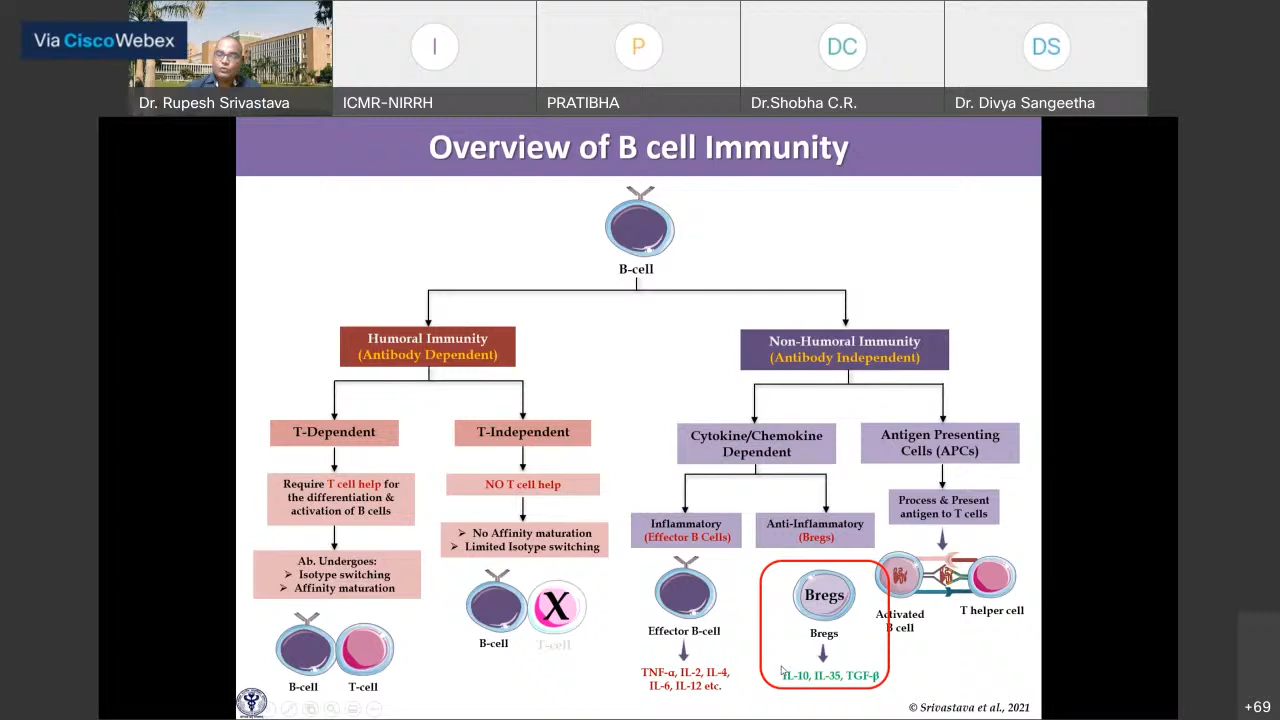 Via Cisco Webex
I
P
DC
DS
Dr. Rupesh Srivastava
ICMR-NIRRH
PRATIBHA
Dr.Shobha C.R.
Dr. Divya Sangeetha
Overview of B cell Immunity
B-cell
Humoral Immunity
(Antibody Dependent)
Non-Humoral Immunity
(Antibody Independent)
T-Dependent
T-Independent
Cytokine/Chemokine
Dependent
Antigen Presenting
Cells (APCs)
Require T cell help for
the differentiation &
activation of B cells
NO T cell help
Process & Present
antigen to T cells
➢ No Affinity maturation
➢ Limited Isotype switching
Inflammatory
(Effector B Cells)
Anti-Inflammatory
(Bregs)
Ab. Undergoes:
➢ Isotype switching
➢ Affinity maturation
X
B-cell
T-cell
Bregs
Effector B-cell
Bregs
Activated
B cell
T helper cell
TNF-α, IL-2, IL-4,
IL-6, IL-12 etc.
IL-10, IL-35, TGF-β
B-cell
T-cell
© Srivastava et al., 2021
+69